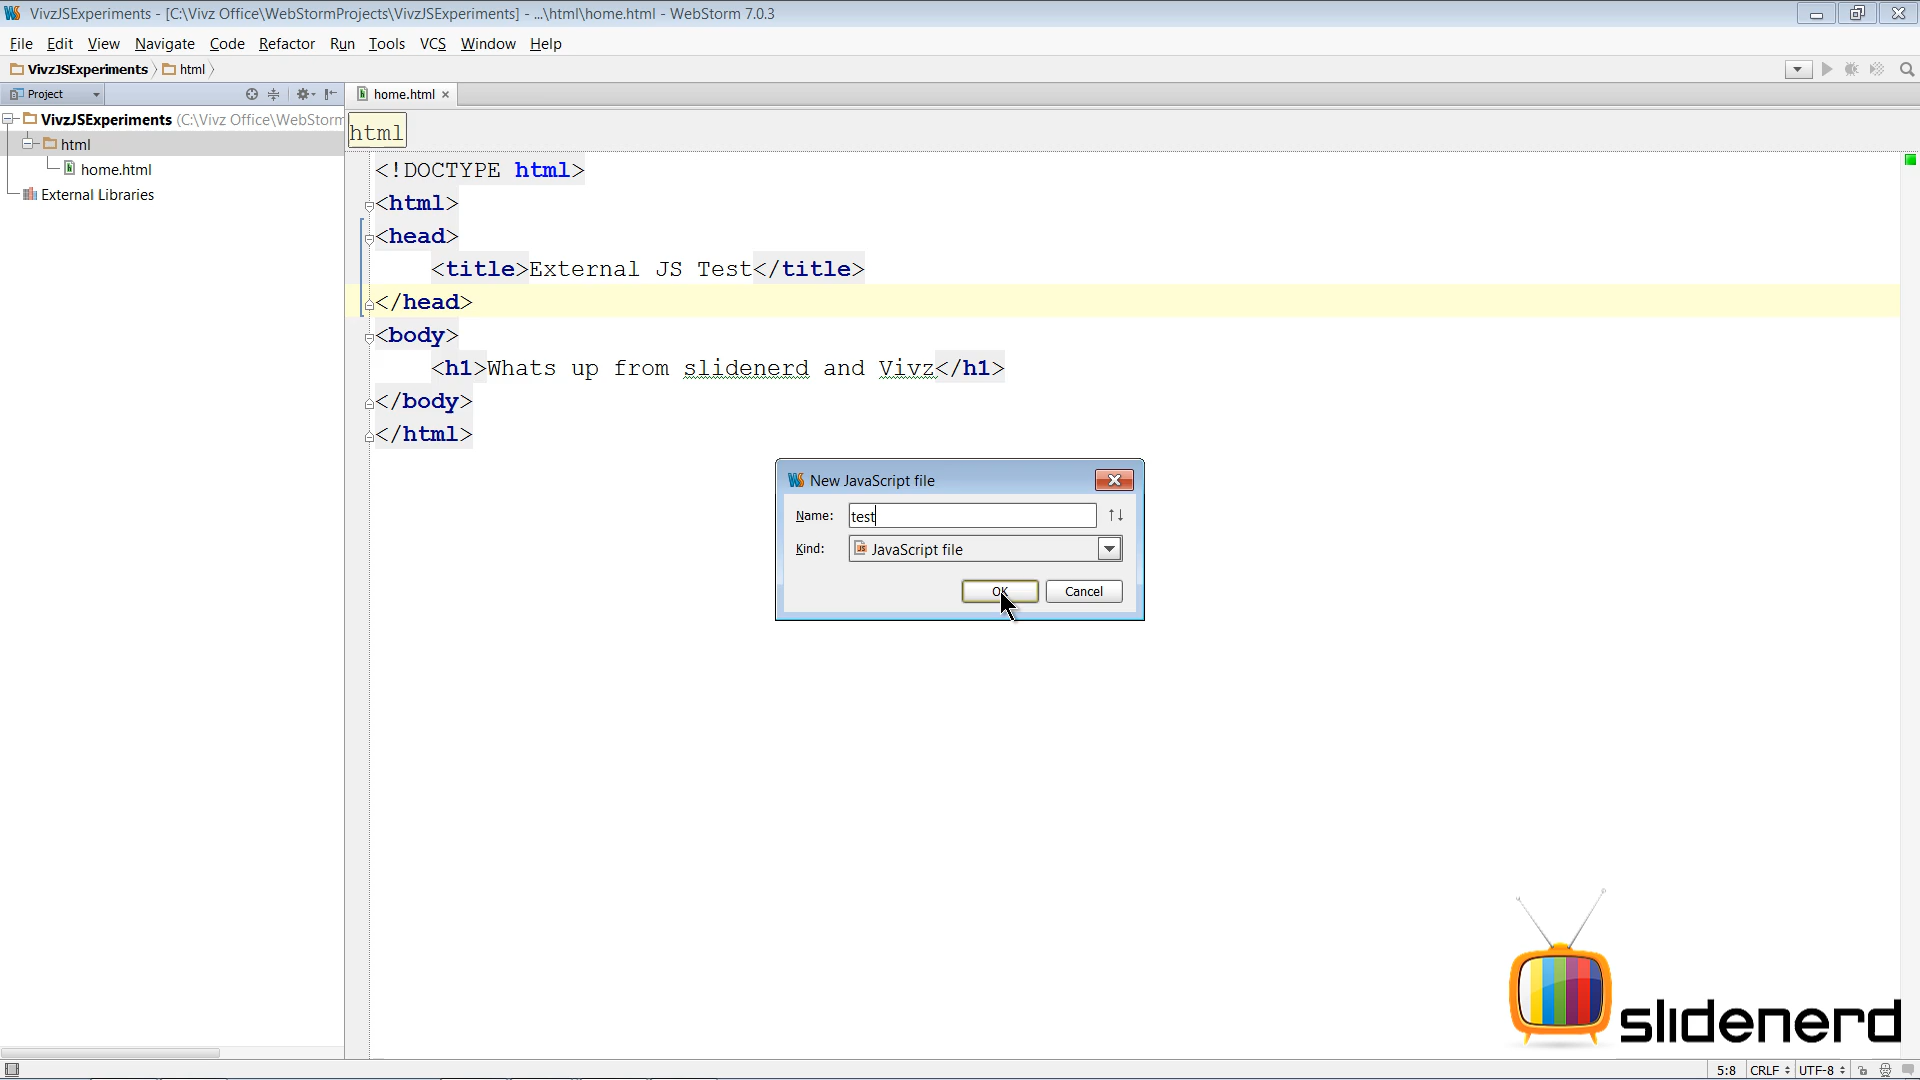 VivzJSExperiments - [C:\Vivz Office\WebStormProjects\VivzJSExperiments] - ...\html\home.html - WebStorm 7.0.3
File Edit View Navigate Code Refactor Run Tools VCS Window Help
VivzJSExperiments html
Project
home.html
VivzJSExperiments (C:\Vivz Office\WebStorm
html
home.html
External Libraries
html
<!DOCTYPE html>
<html>
<head>
<title>External JS Test</title>
</head>
<body>
<h1>Whats up from slidenerd and Vivz</h1>
</body>
</html>
New JavaScript file
Name: test
Kind: JavaScript file
OK Cancel
slidenerd
5:8 CRLF UTF-8